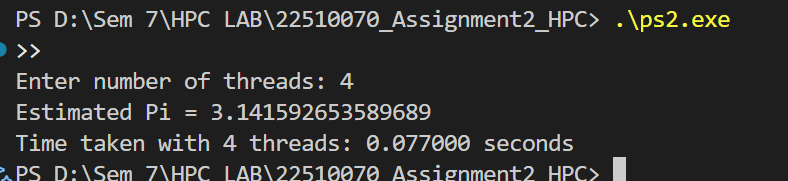 PS D:\Sem 7\HPC LAB\22510070_Assignment2_HPC> .\ps2.exe
>>
Enter number of threads: 4
Estimated Pi = 3.141592653589689
Time taken with 4 threads: 0.077000 seconds
PS D:\Sem 7\HPC LAB\22510070_Assignment2_HPC>